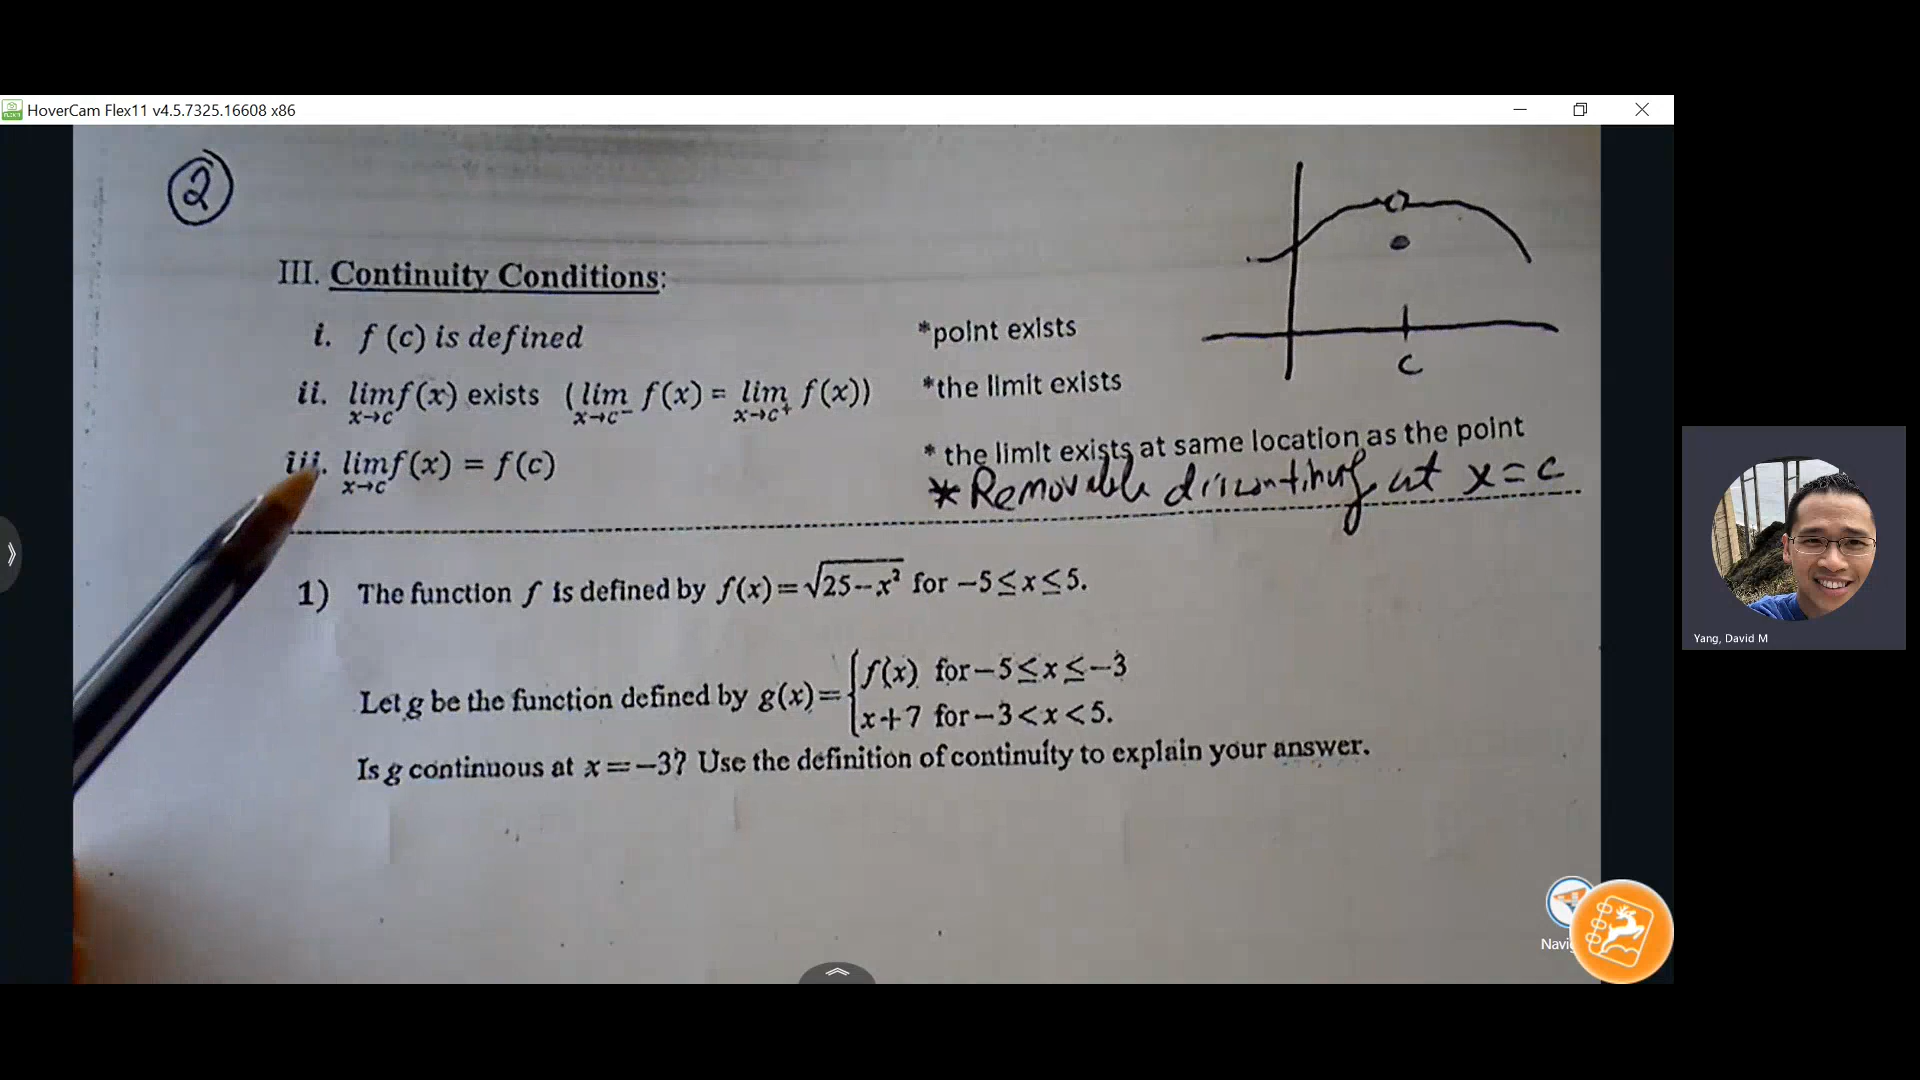 HoverCam Flex11 v4.5.7325.16608 x86
2
III. Continuity Conditions:
i. f (c) is defined
*point exists
ii. lim x→c f(x) exists (lim x→c⁻ f(x) = lim x→c⁺ f(x))
*the limit exists
iii. lim x→c f(x) = f(c)
* the limit exists at same location as the point
* Removable discontinuity at x = c
c
1) The function f is defined by f(x)=√25−x² for −5≤x≤5.
Let g be the function defined by g(x)={f(x) for −5≤x≤−3
x+7 for −3<x<5.
Is g continuous at x=−3? Use the definition of continuity to explain your answer.
Yang, David M